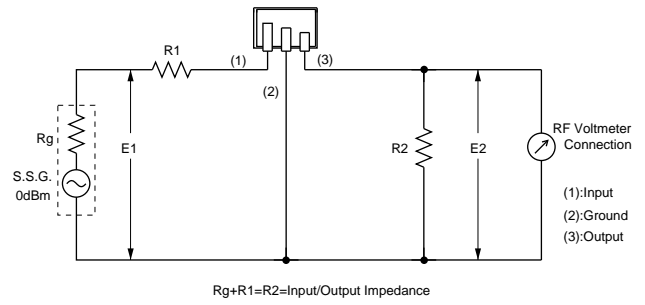 R1
(1)
(3)
(2)
Rg
E1
R2
E2
RF Voltmeter
Connection
S.S.G.
0dBm
(1):Input
(2):Ground
(3):Output
Rg+R1=R2=Input/Output Impedance